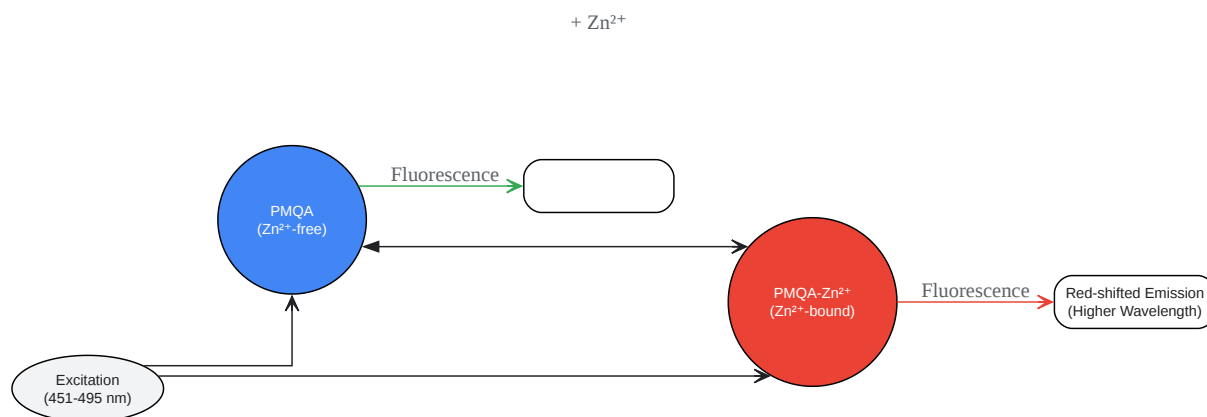 + Zn²⁺
Fluorescence
PMQA
(Zn²⁺-free)
Fluorescence
PMQA-Zn²⁺
(Zn²⁺-bound)
Red-shifted Emission
(Higher Wavelength)
Excitation
(451-495 nm)